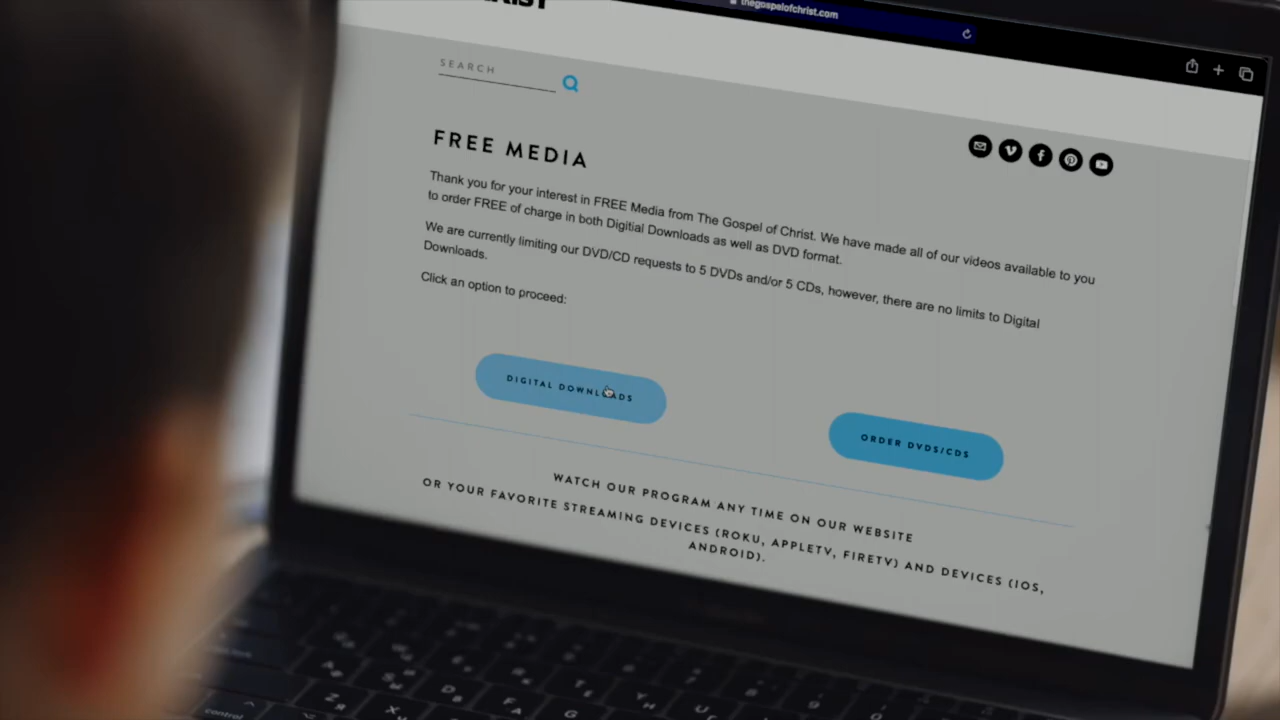 thegospelofchrist.com
SEARCH
FREE MEDIA
Thank you for your interest in FREE Media from The Gospel of Christ. We have made all of our videos available to you
to order FREE of charge in both Digitial Downloads as well as DVD format.
We are currently limiting our DVD/CD requests to 5 DVDs and/or 5 CDs, however, there are no limits to Digital
Downloads.
Click an option to proceed:
DIGITAL DOWNLOADS
ORDER DVDS/CDS
WATCH OUR PROGRAM ANY TIME ON OUR WEBSITE
OR YOUR FAVORITE STREAMING DEVICES (ROKU, APPLETV, FIRETV) AND DEVICES (IOS,
ANDROID).
control